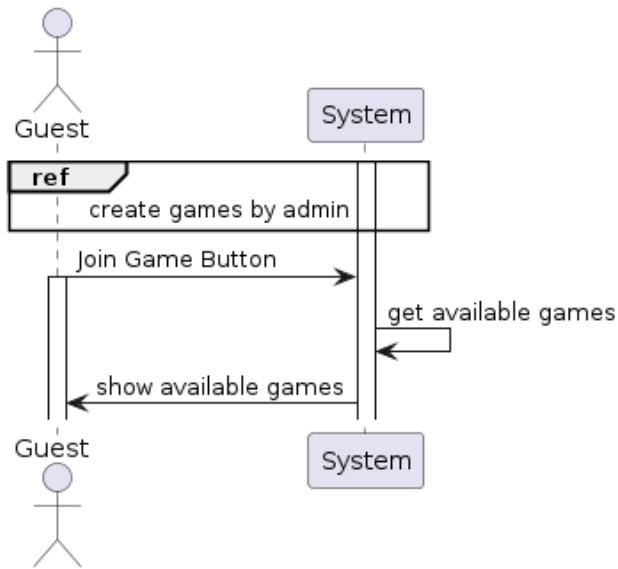 Guest
System
ref
create games by admin
Join Game Button
get available games
show available games
Guest
System